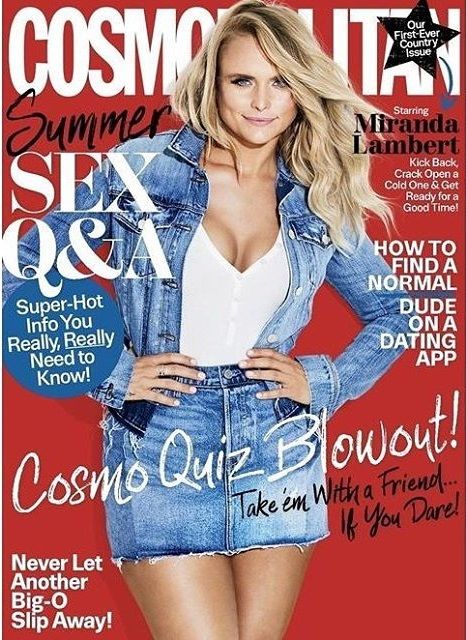 COSMOPOLITAN
Our
First-Ever
Country
Issue
Starring
Miranda
Lambert
Kick Back,
Crack Open a
Cold One & Get
Ready for a
Good Time!
Summer
SEX
Q&A
Super-Hot
Info You
Really, Really
Need to
Know!
HOW TO
FIND A
NORMAL
DUDE
ON A
DATING
APP
Cosmo Quiz Blowout!
Take 'em With a Friend...
If You Dare!
Never Let
Another
Big-O
Slip Away!